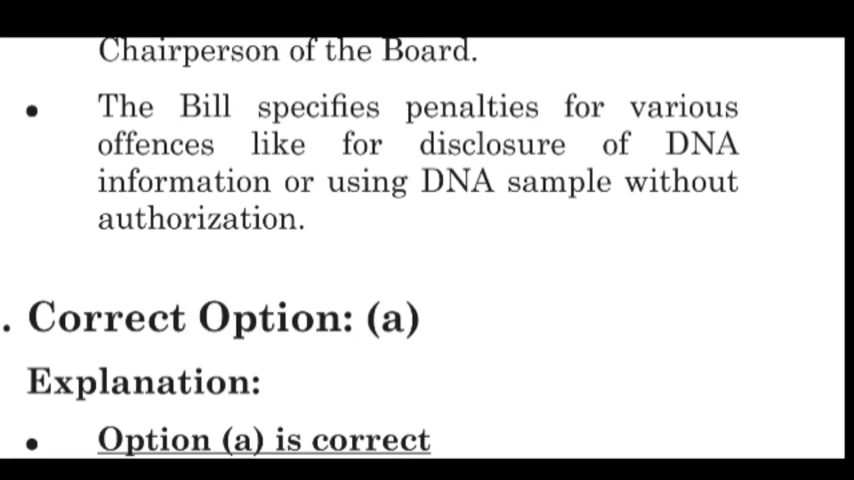 Chairperson of the Board.
• The Bill specifies penalties for various
offences like for disclosure of DNA
information or using DNA sample without
authorization.
. Correct Option: (a)
Explanation:
• Option (a) is correct